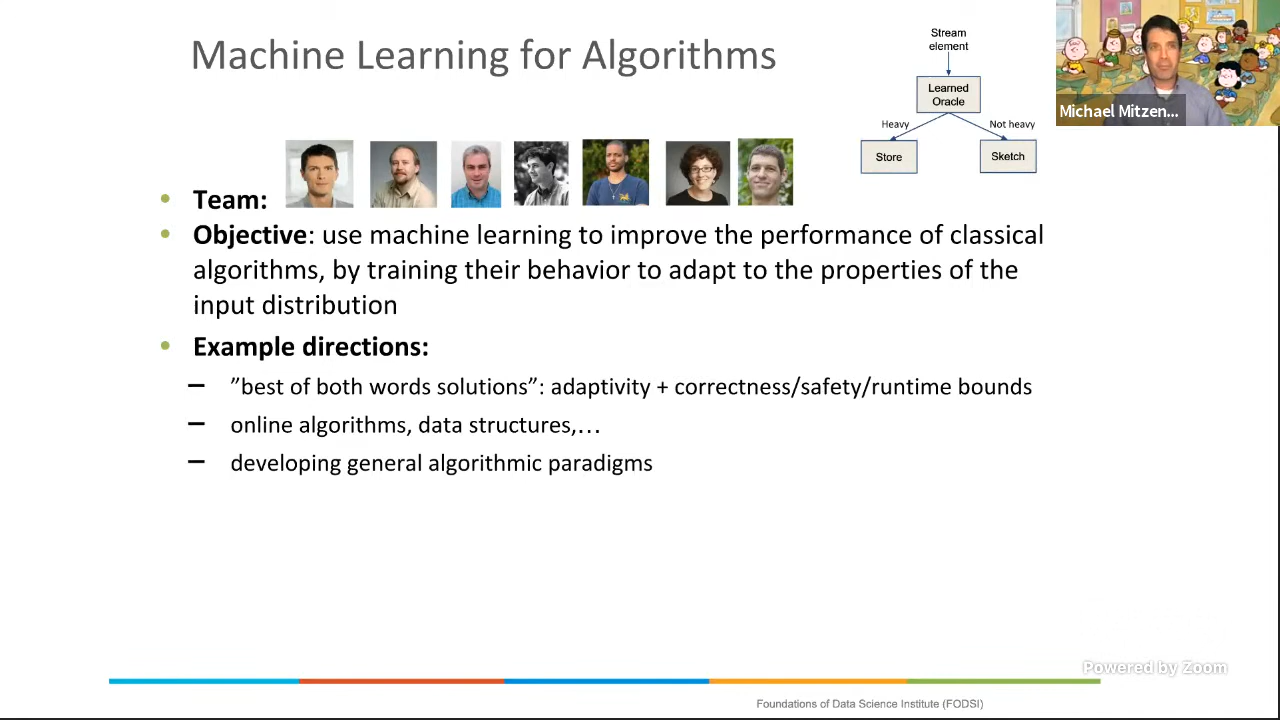 Machine Learning for Algorithms
Stream
element
Learned
Oracle
Heavy
Not heavy
Store
Sketch
Michael Mitzen...
• Team:
• Objective: use machine learning to improve the performance of classical
algorithms, by training their behavior to adapt to the properties of the
input distribution
• Example directions:
– ”best of both words solutions”: adaptivity + correctness/safety/runtime bounds
– online algorithms, data structures,…
– developing general algorithmic paradigms
Powered by Zoom
Foundations of Data Science Institute (FODSI)